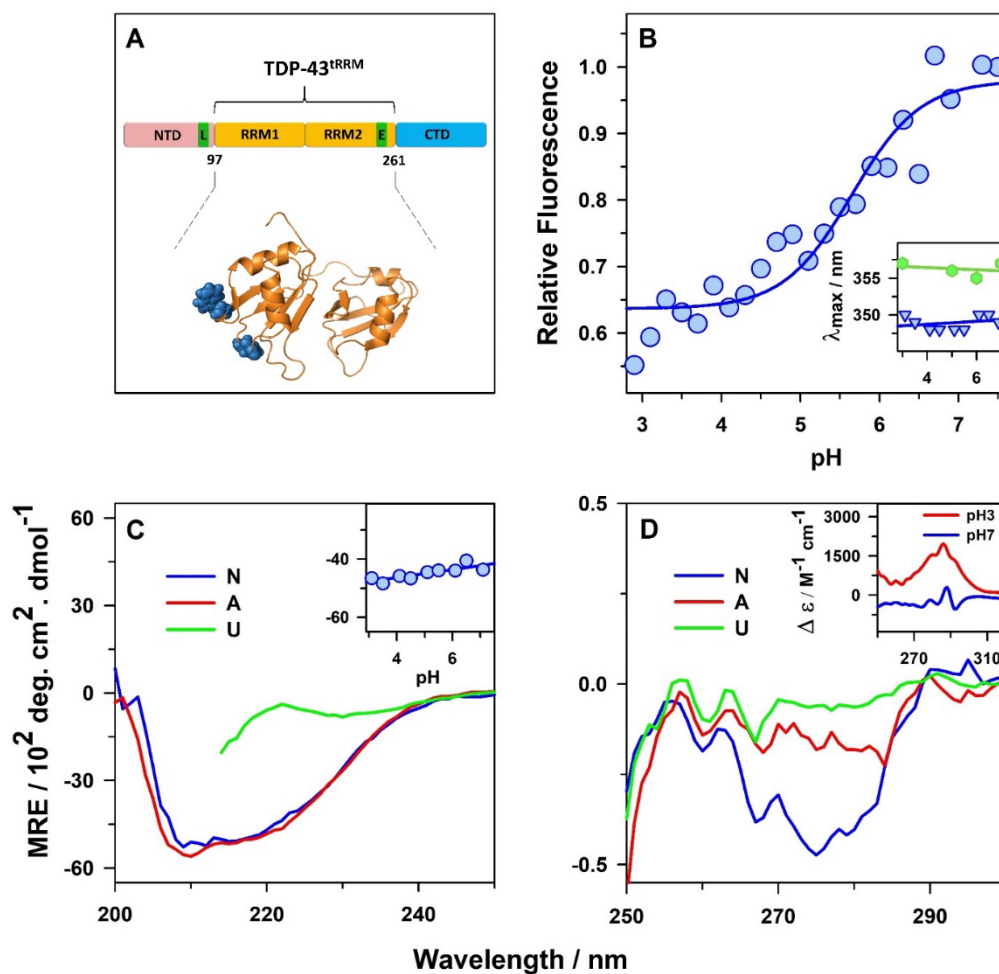 A
TDP-43tRRM
NTD L RRM1 RRM2 E CTD
97 261
B
Relative Fluorescence
1.0
0.9
0.8
0.7
0.6
3 4 5 6 7
pH
λmax / nm
355
350
4 6
C
MRE / 10² deg. cm². dmol⁻¹
60
30
0
-30
-60
200 220 240
N
A
U
-40
-60
4 6
pH
D
0.5
0.0
-0.5
250 270 290
N
A
U
Δ ε / M⁻¹ cm⁻¹
3000
1500
0
270 310
pH3
pH7
Wavelength / nm